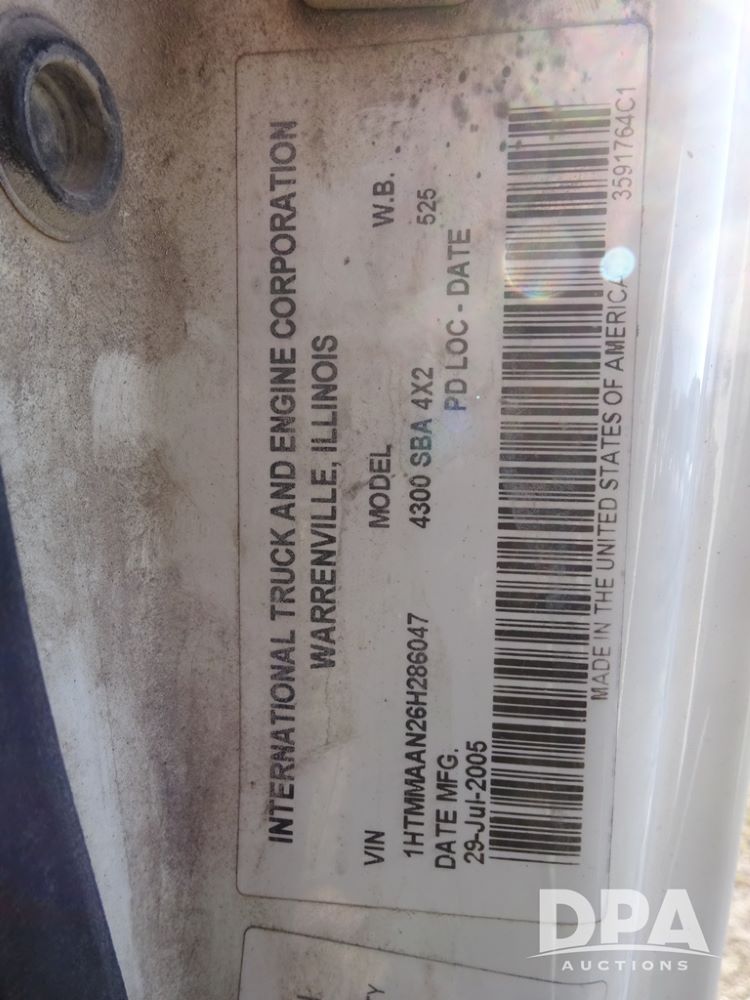 INTERNATIONAL TRUCK AND ENGINE CORPORATION
WARRENVILLE, ILLINOIS
VIN MODEL W.B.
1HTMMAAN26H286047 4300 SBA 4X2 525
DATE MFG. PD LOC - DATE
29-Jul-2005
MADE IN THE UNITED STATES OF AMERICA 3591764C1
DPA
AUCTIONS